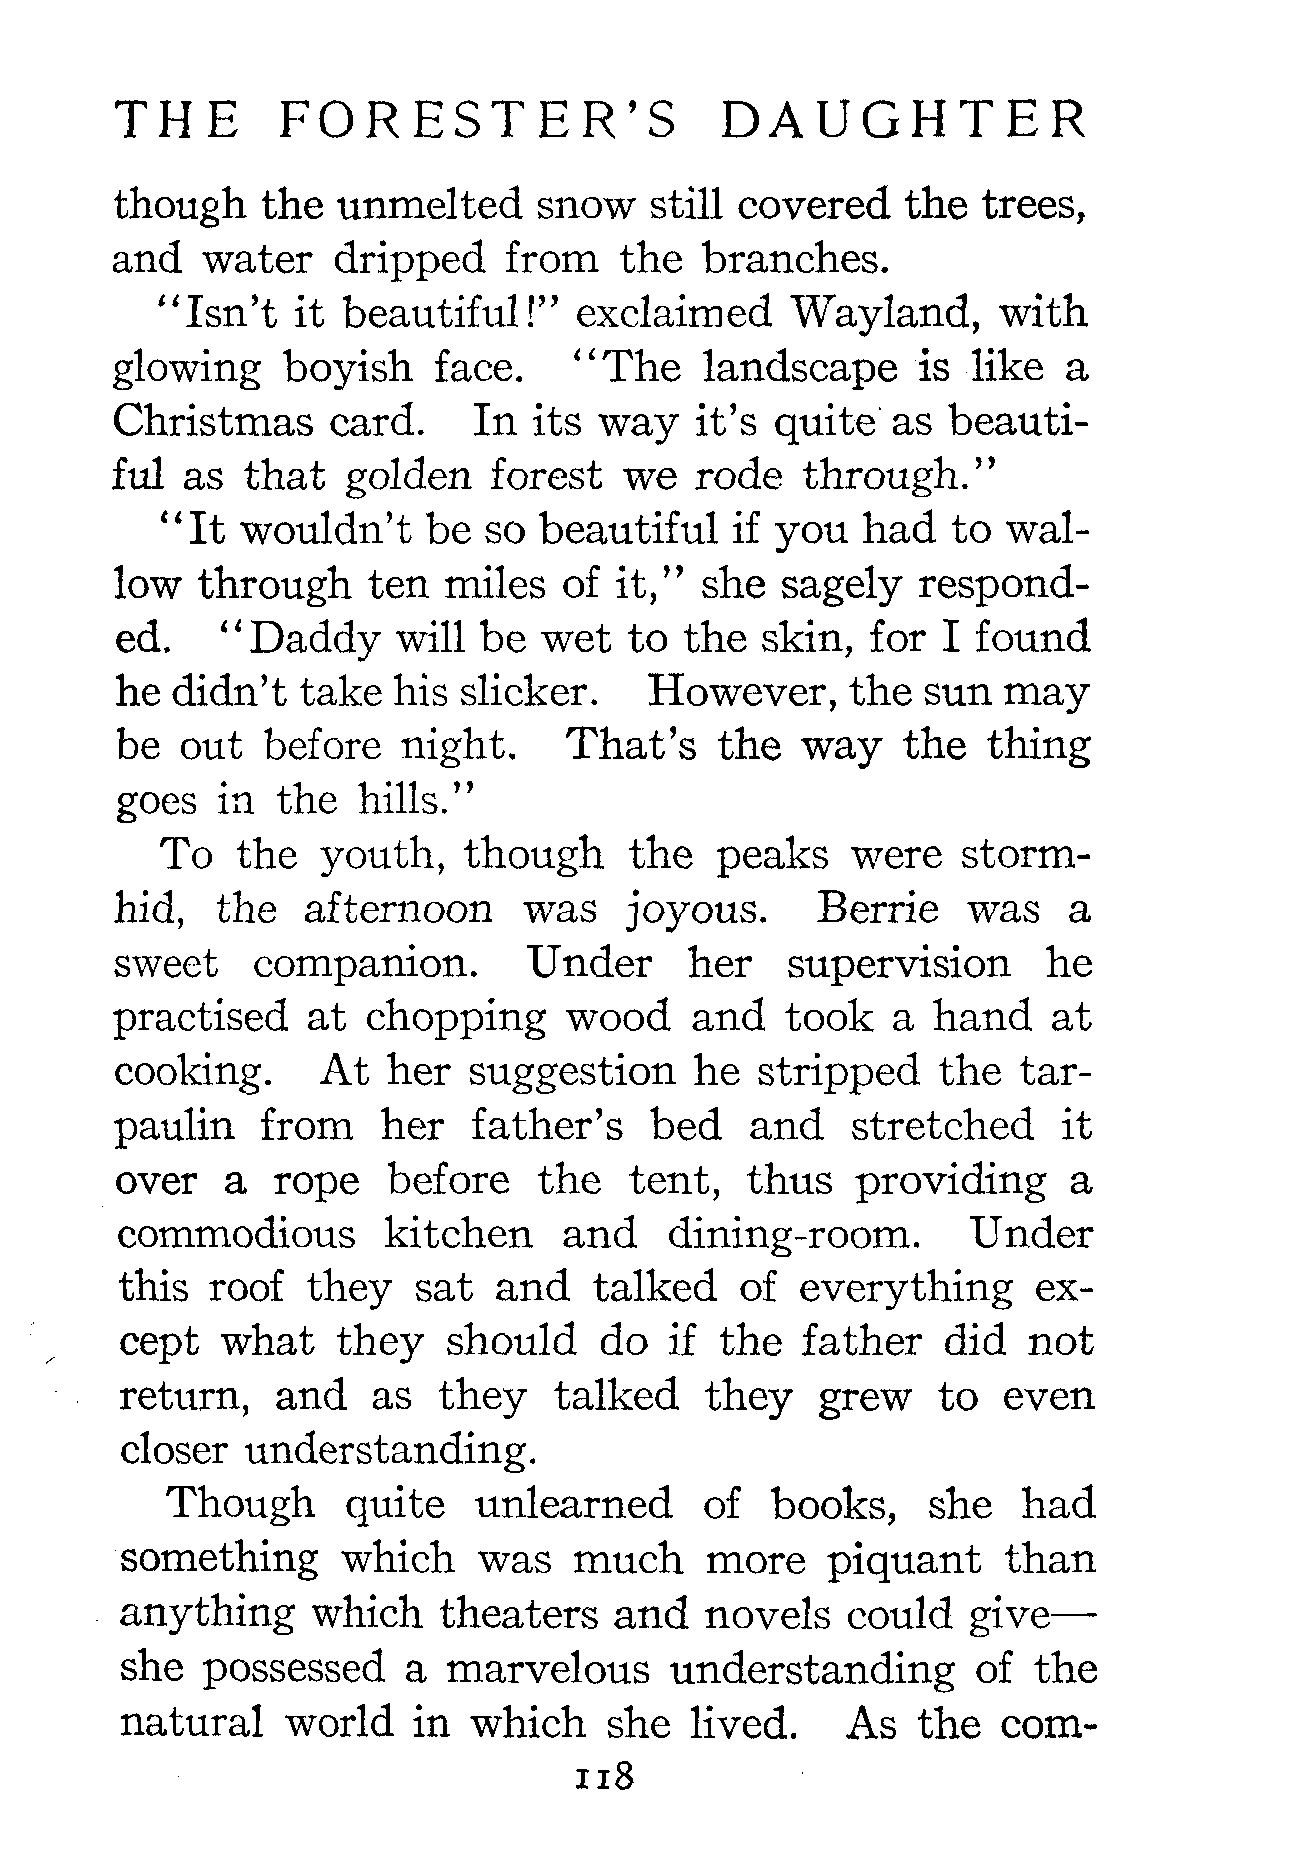 THE FORESTER'S DAUGHTER
though the unmelted snow still covered the trees,
and water dripped from the branches.
"Isn't it beautiful!" exclaimed Wayland, with
glowing boyish face. "The landscape is like a
Christmas card. In its way it's quite as beauti-
ful as that golden forest we rode through."
"It wouldn't be so beautiful if you had to wal-
low through ten miles of it," she sagely respond-
ed. "Daddy will be wet to the skin, for I found
he didn't take his slicker. However, the sun may
be out before night. That's the way the thing
goes in the hills."
To the youth, though the peaks were storm-
hid, the afternoon was joyous. Berrie was a
sweet companion. Under her supervision he
practised at chopping wood and took a hand at
cooking. At her suggestion he stripped the tar-
paulin from her father's bed and stretched it
over a rope before the tent, thus providing a
commodious kitchen and dining-room. Under
this roof they sat and talked of everything ex-
cept what they should do if the father did not
return, and as they talked they grew to even
closer understanding.
Though quite unlearned of books, she had
something which was much more piquant than
anything which theaters and novels could give—
she possessed a marvelous understanding of the
natural world in which she lived. As the com-
118